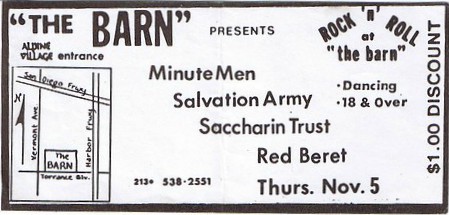 "THE BARN" PRESENTS
ALPINE
VILLAGE entrance
San Diego Frwy
Vermont Ave
Harbor Frwy
The
BARN
Torrance Blvd.
N
Minute Men
Salvation Army
Saccharin Trust
Red Beret
213+ 538-2551
Thurs. Nov. 5
ROCK 'n' ROLL
at
"the barn"
•Dancing
•18 & Over
$1.00 DISCOUNT